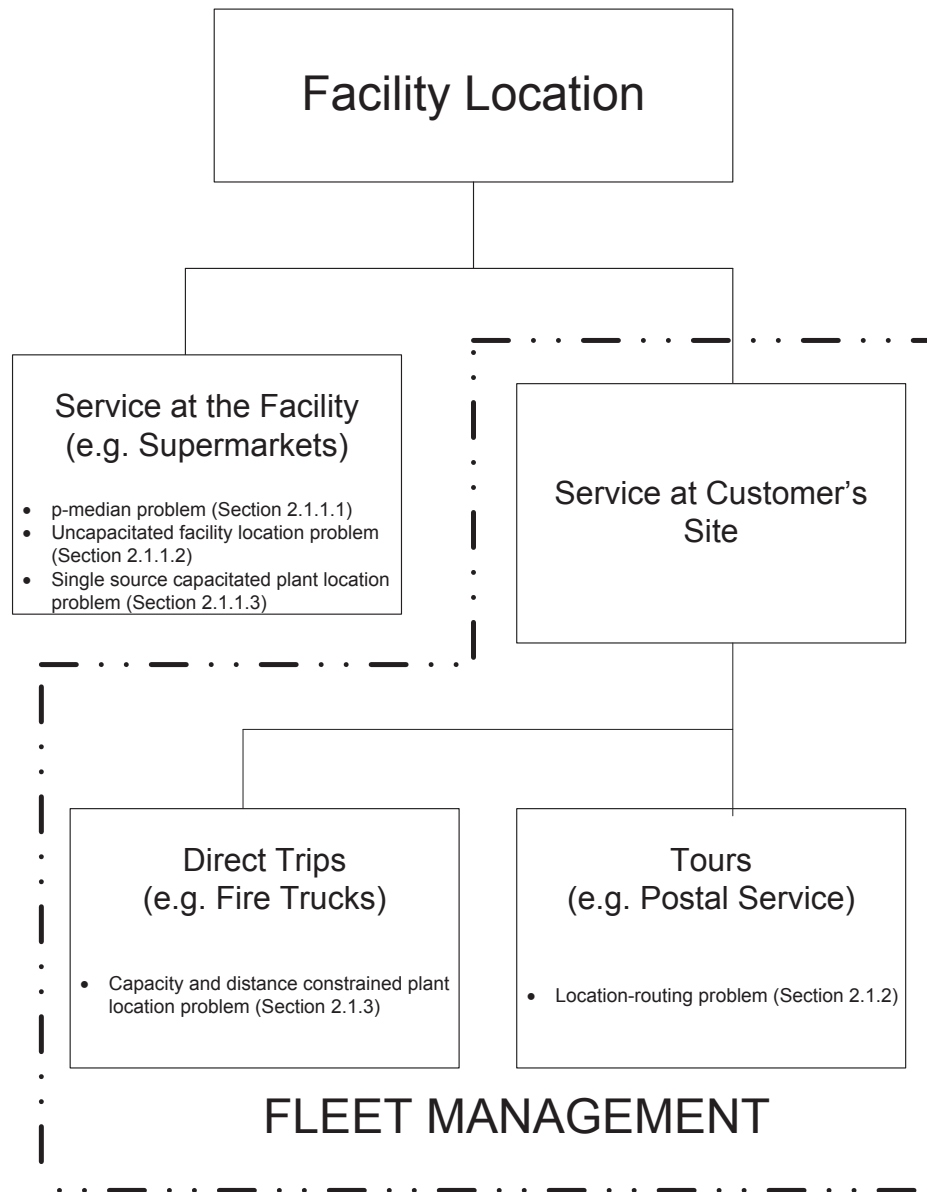 Facility Location
Service at the Facility
(e.g. Supermarkets)
• p-median problem (Section 2.1.1.1)
• Uncapacitated facility location problem
(Section 2.1.1.2)
• Single source capacitated plant location
problem (Section 2.1.1.3)
Service at Customer’s
Site
Direct Trips
(e.g. Fire Trucks)
• Capacity and distance constrained plant
location problem (Section 2.1.3)
Tours
(e.g. Postal Service)
• Location-routing problem (Section 2.1.2)
FLEET MANAGEMENT